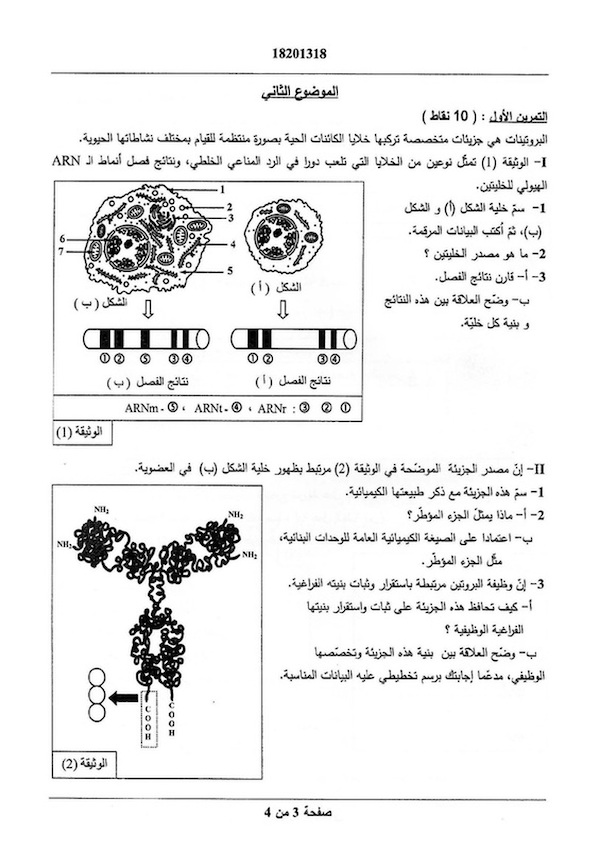 18201318
الموضوع الثاني
التمرين الأول : ( 10 نقاط )
البروتينات هي جزيئات متخصصة تركبها خلايا الكائنات الحية بصورة منتظمة للقيام بمختلف نشاطاتها الحيوية.
I- الوثيقة (1) تمثّل نوعين من الخلايا التي تلعب دورا في الرد المناعي الخلطي، ونتائج فصل أنماط الـ ARN
الهيولي للخليتين.
1- سمّ خلية الشكل (أ) و الشكل
(ب)، ثمّ أكتب البيانات المرقمة.
2- ما هو مصدر الخليتين ؟
3- أ- قارن نتائج الفصل.
ب- وضّح العلاقة بين هذه النتائج
و بنية كل خليّة.
1
2
3
4
5
6
7
الشكل ( أ )
الشكل ( ب )
① ② ⑤ ③ ④
① ② ③ ④
نتائج الفصل ( أ )
نتائج الفصل ( ب )
① ② ③ : ARNr ، ④ - ARNt ، ⑤ - ARNm
الوثيقة (1)
II- إنّ مصدر الجزيئة الموضّحة في الوثيقة (2) مرتبط بظهور خلية الشكل (ب) في العضوية.
1- سمّ هذه الجزيئة مع ذكر طبيعتها الكيميائية.
2- أ- ماذا يمثل الجزء المؤطّر؟
ب- اعتمادا على الصيغة الكيميائية العامة للوحدات البنائية،
مثّل الجزء المؤطّر.
3- إنّ وظيفة البروتين مرتبطة باستقرار وثبات بنيته الفراغية.
أ- كيف تحافظ هذه الجزيئة على ثبات واستقرار بنيتها
الفراغية الوظيفية ؟
ب- وضّح العلاقة بين بنية هذه الجزيئة وتخصّصها
الوظيفي، مدعّما إجابتك برسم تخطيطي عليه البيانات المناسبة.
NH2
NH2
NH2
NH2
COOH
COOH
الوثيقة (2)
صفحة 3 من 4